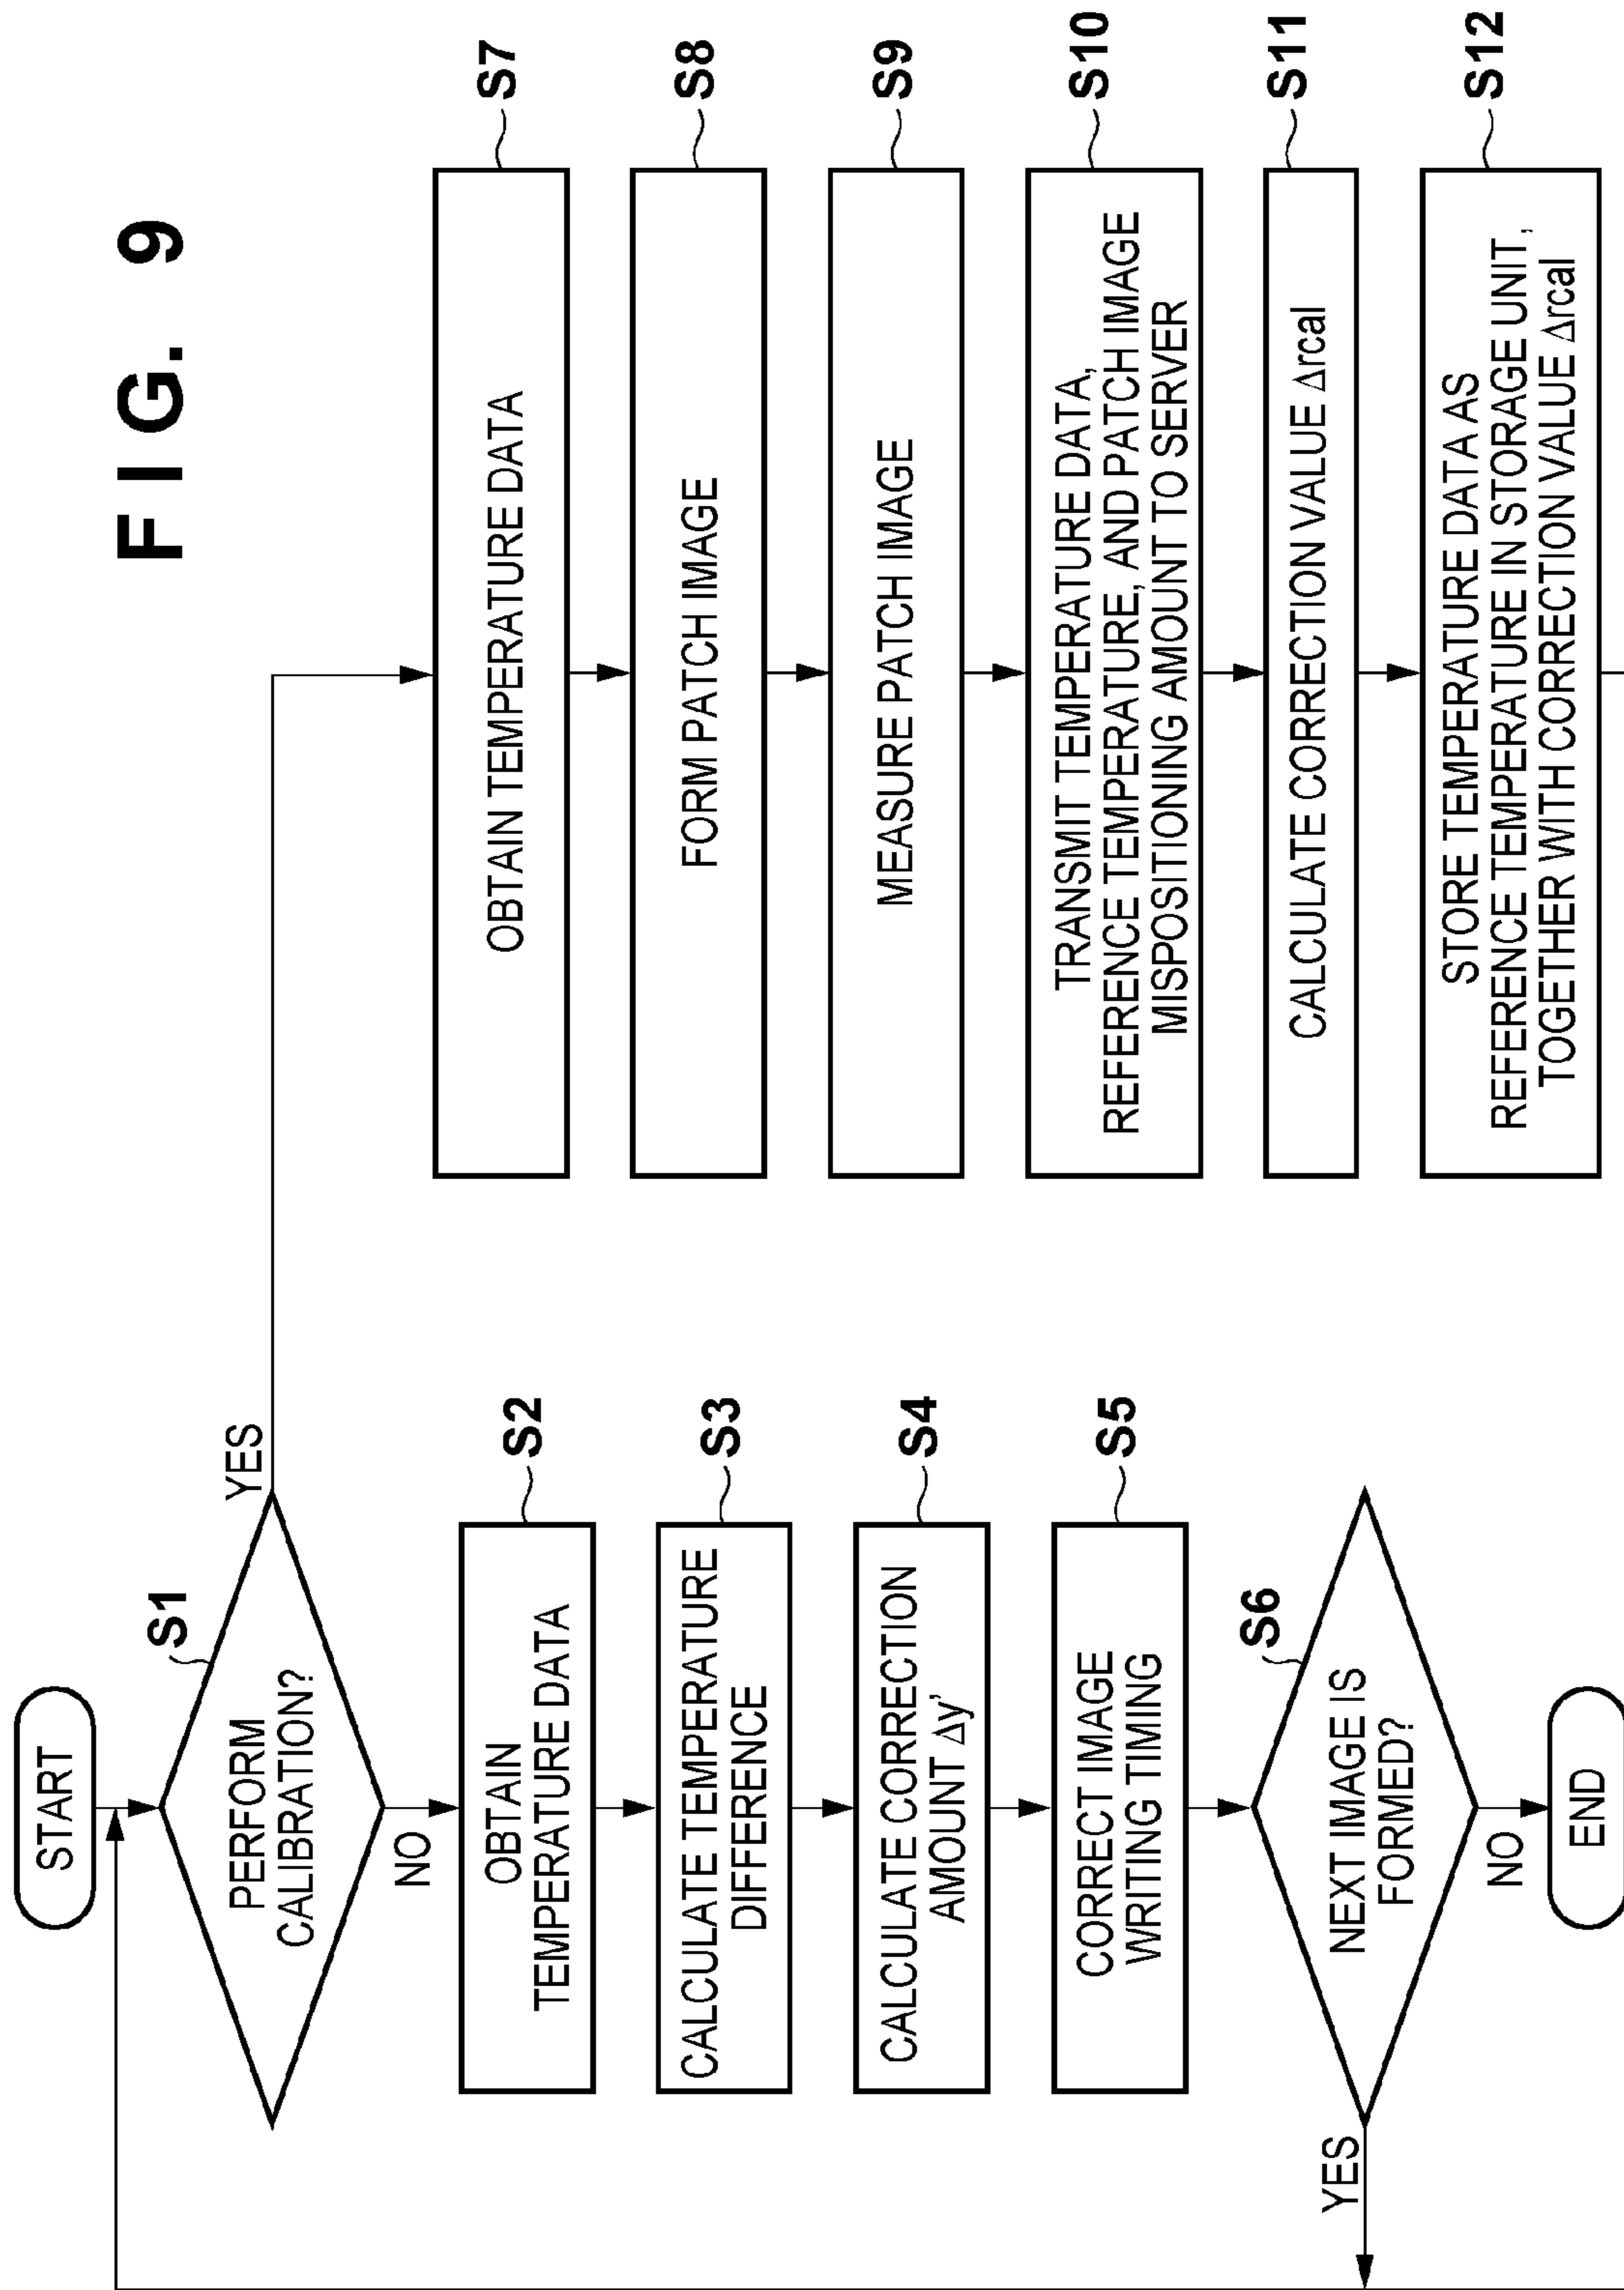 FIG. 9
START
S1
PERFORM
CALIBRATION?
YES
NO
S2
OBTAIN
TEMPERATURE DATA
S3
CALCULATE TEMPERATURE
DIFFERENCE
S4
CALCULATE CORRECTION
AMOUNT Δy'
S5
CORRECT IMAGE
WRITING TIMING
S6
NEXT IMAGE IS
FORMED?
YES
NO
END
S7
OBTAIN TEMPERATURE DATA
S8
FORM PATCH IMAGE
S9
MEASURE PATCH IMAGE
S10
TRANSMIT TEMPERATURE DATA,
REFERENCE TEMPERATURE, AND PATCH IMAGE
MISPOSITIONING AMOUNT TO SERVER
S11
CALCULATE CORRECTION VALUE Δrcal
S12
STORE TEMPERATURE DATA AS
REFERENCE TEMPERATURE IN STORAGE UNIT,
TOGETHER WITH CORRECTION VALUE Δrcal